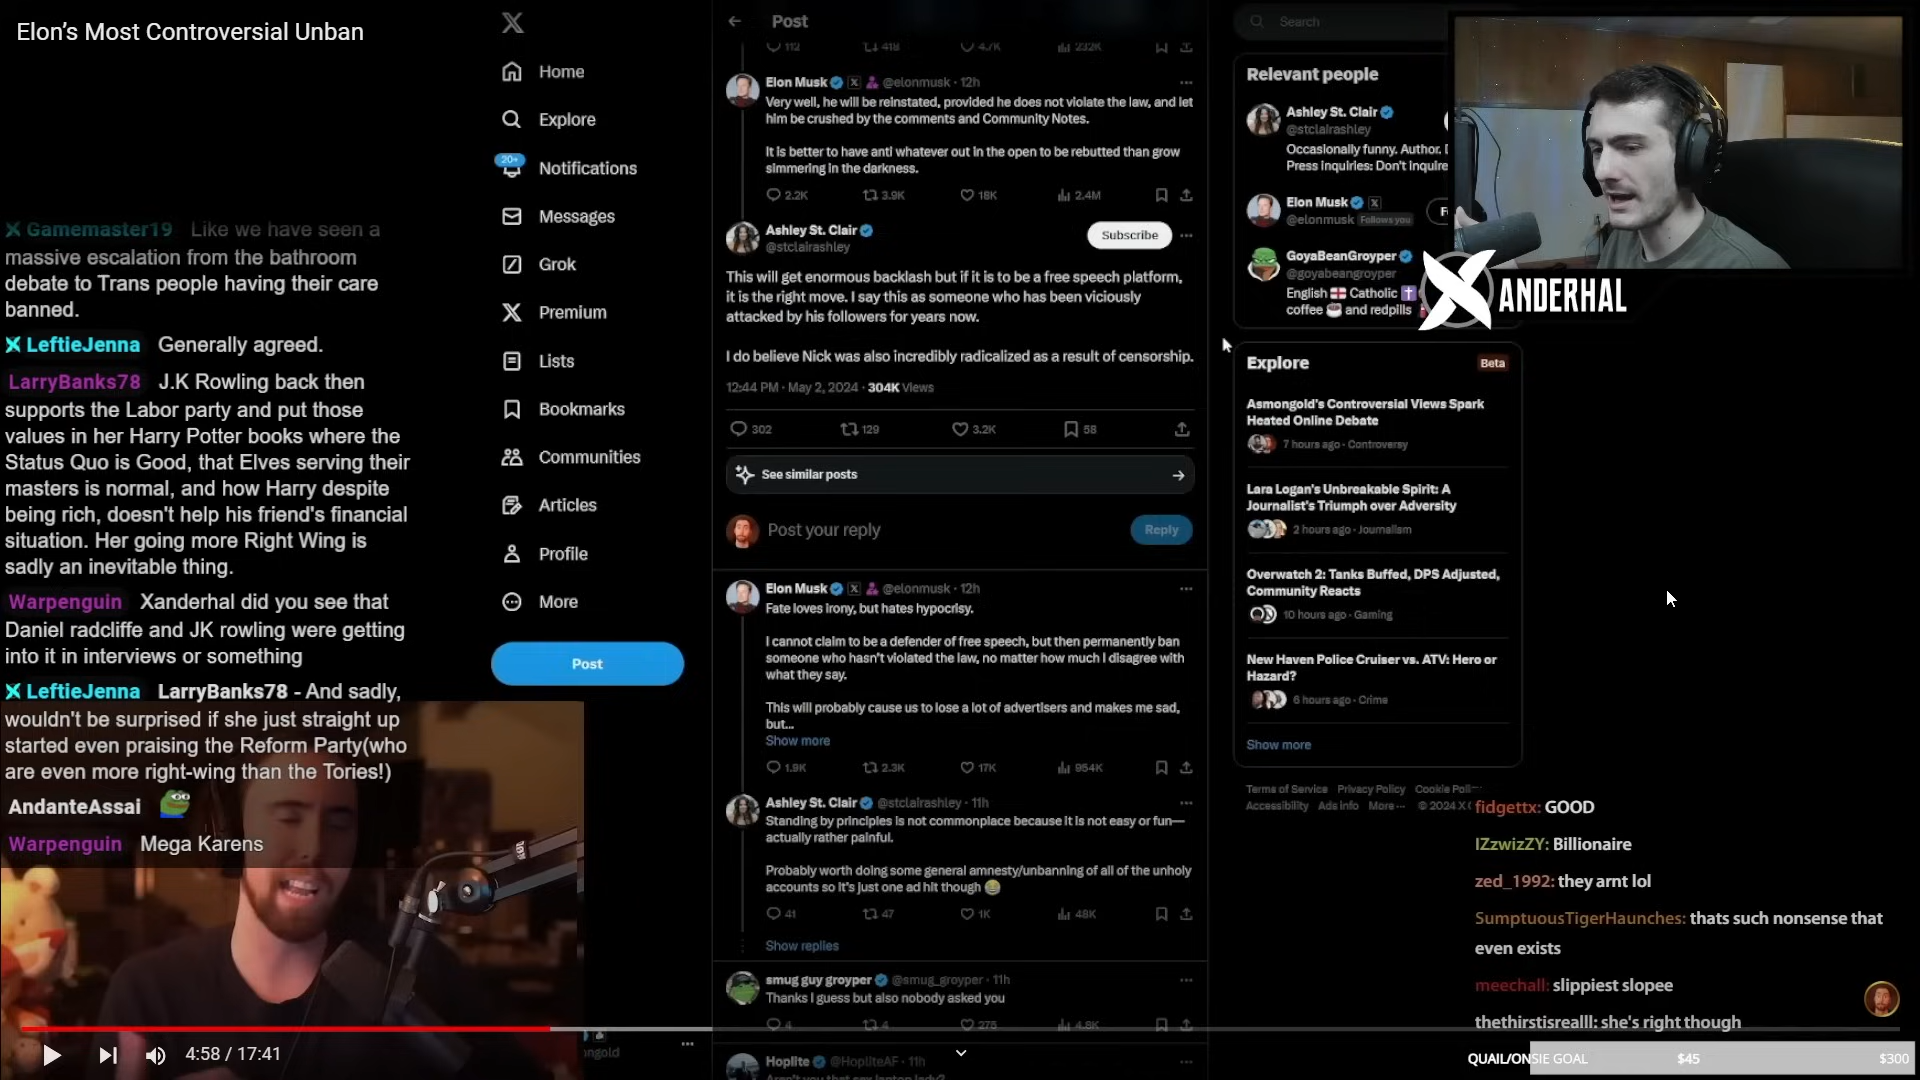 Elon's Most Controversial Unban
Gamemaster19 Like we have seen a
massive escalation from the bathroom
debate to Trans people having their care
banned.
LeftieJenna Generally agreed.
LarryBanks78 J.K Rowling back then
supports the Labor party and put those
values in her Harry Potter books where the
Status Quo is Good, that Elves serving their
masters is normal, and how Harry despite
being rich, doesn't help his friend's financial
situation. Her going more Right Wing is
sadly an inevitable thing.
Warpenguin Xanderhal did you see that
Daniel radcliffe and JK rowling were getting
into it in interviews or something
LeftieJenna LarryBanks78 - And sadly,
wouldn't be surprised if she just straight up
started even praising the Reform Party(who
are even more right-wing than the Tories!)
AndanteAssai
Warpenguin Mega Karens
4:58 / 17:41
X
Home
Explore
20+
Notifications
Messages
Grok
Premium
Lists
Bookmarks
Communities
Articles
Profile
More
Post
ongold
Post
112 418 4.7K 232K
Elon Musk @elonmusk · 12h
Very well, he will be reinstated, provided he does not violate the law, and let
him be crushed by the comments and Community Notes.
It is better to have anti whatever out in the open to be rebutted than grow
simmering in the darkness.
2.2K 3.9K 18K 2.4M
Ashley St. Clair
@stclairashley
Subscribe
This will get enormous backlash but if it is to be a free speech platform,
it is the right move. I say this as someone who has been viciously
attacked by his followers for years now.
I do believe Nick was also incredibly radicalized as a result of censorship.
12:44 PM · May 2, 2024 · 304K Views
302 129 3.2K 58
See similar posts
Post your reply
Reply
Elon Musk @elonmusk · 12h
Fate loves irony, but hates hypocrisy.
I cannot claim to be a defender of free speech, but then permanently ban
someone who hasn't violated the law, no matter how much I disagree with
what they say.
This will probably cause us to lose a lot of advertisers and makes me sad,
but...
Show more
1.9K 2.3K 17K 954K
Ashley St. Clair @stclairashley · 11h
Standing by principles is not commonplace because it is not easy or fun—
actually rather painful.
Probably worth doing some general amnesty/unbanning of all of the unholy
accounts so it's just one ad hit though 😂
41 47 1K 48K
Show replies
smug guy groyper @smug_groyper · 11h
Thanks I guess but also nobody asked you
4 4 275 4.8K
Hoplite @HopliteAF · 11h
Search
Relevant people
Ashley St. Clair
@stclairashley
Occasionally funny. Author.
Press inquiries: Don't inquire
Elon Musk
@elonmusk Follows you
GoyaBeanGroyper
@goyabeangroyper
English 🏴󠁧󠁢󠁥󠁮󠁧󠁿 Catholic ✝️
coffee ☕ and redpills
XANDERHAL
Explore
Beta
Asmongold's Controversial Views Spark
Heated Online Debate
7 hours ago · Controversy
Lara Logan's Unbreakable Spirit: A
Journalist's Triumph over Adversity
2 hours ago · Journalism
Overwatch 2: Tanks Buffed, DPS Adjusted,
Community Reacts
10 hours ago · Gaming
New Haven Police Cruiser vs. ATV: Hero or
Hazard?
6 hours ago · Crime
Show more
Terms of Service Privacy Policy Cookie
Accessibility Ads info More ··· © 2024 X
fidgettx: GOOD
IZzwizZY: Billionaire
zed_1992: they arnt lol
SumptuousTigerHaunches: thats such nonsense that
even exists
meechall: slippiest slopee
thethirstisrealll: she's right though
QUAIL/ONSIE GOAL $45 $300